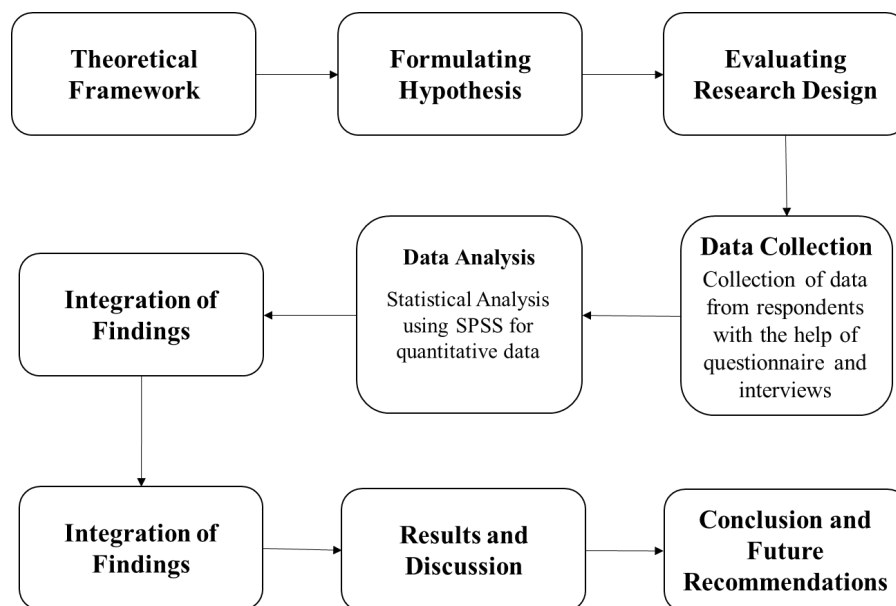 Theoretical
Framework
Formulating
Hypothesis
Evaluating
Research Design
Data Collection
Collection of data
from respondents
with the help of
questionnaire and
interviews
Data Analysis
Statistical Analysis
using SPSS for
quantitative data
Integration of
Findings
Integration of
Findings
Results and
Discussion
Conclusion and
Future
Recommendations